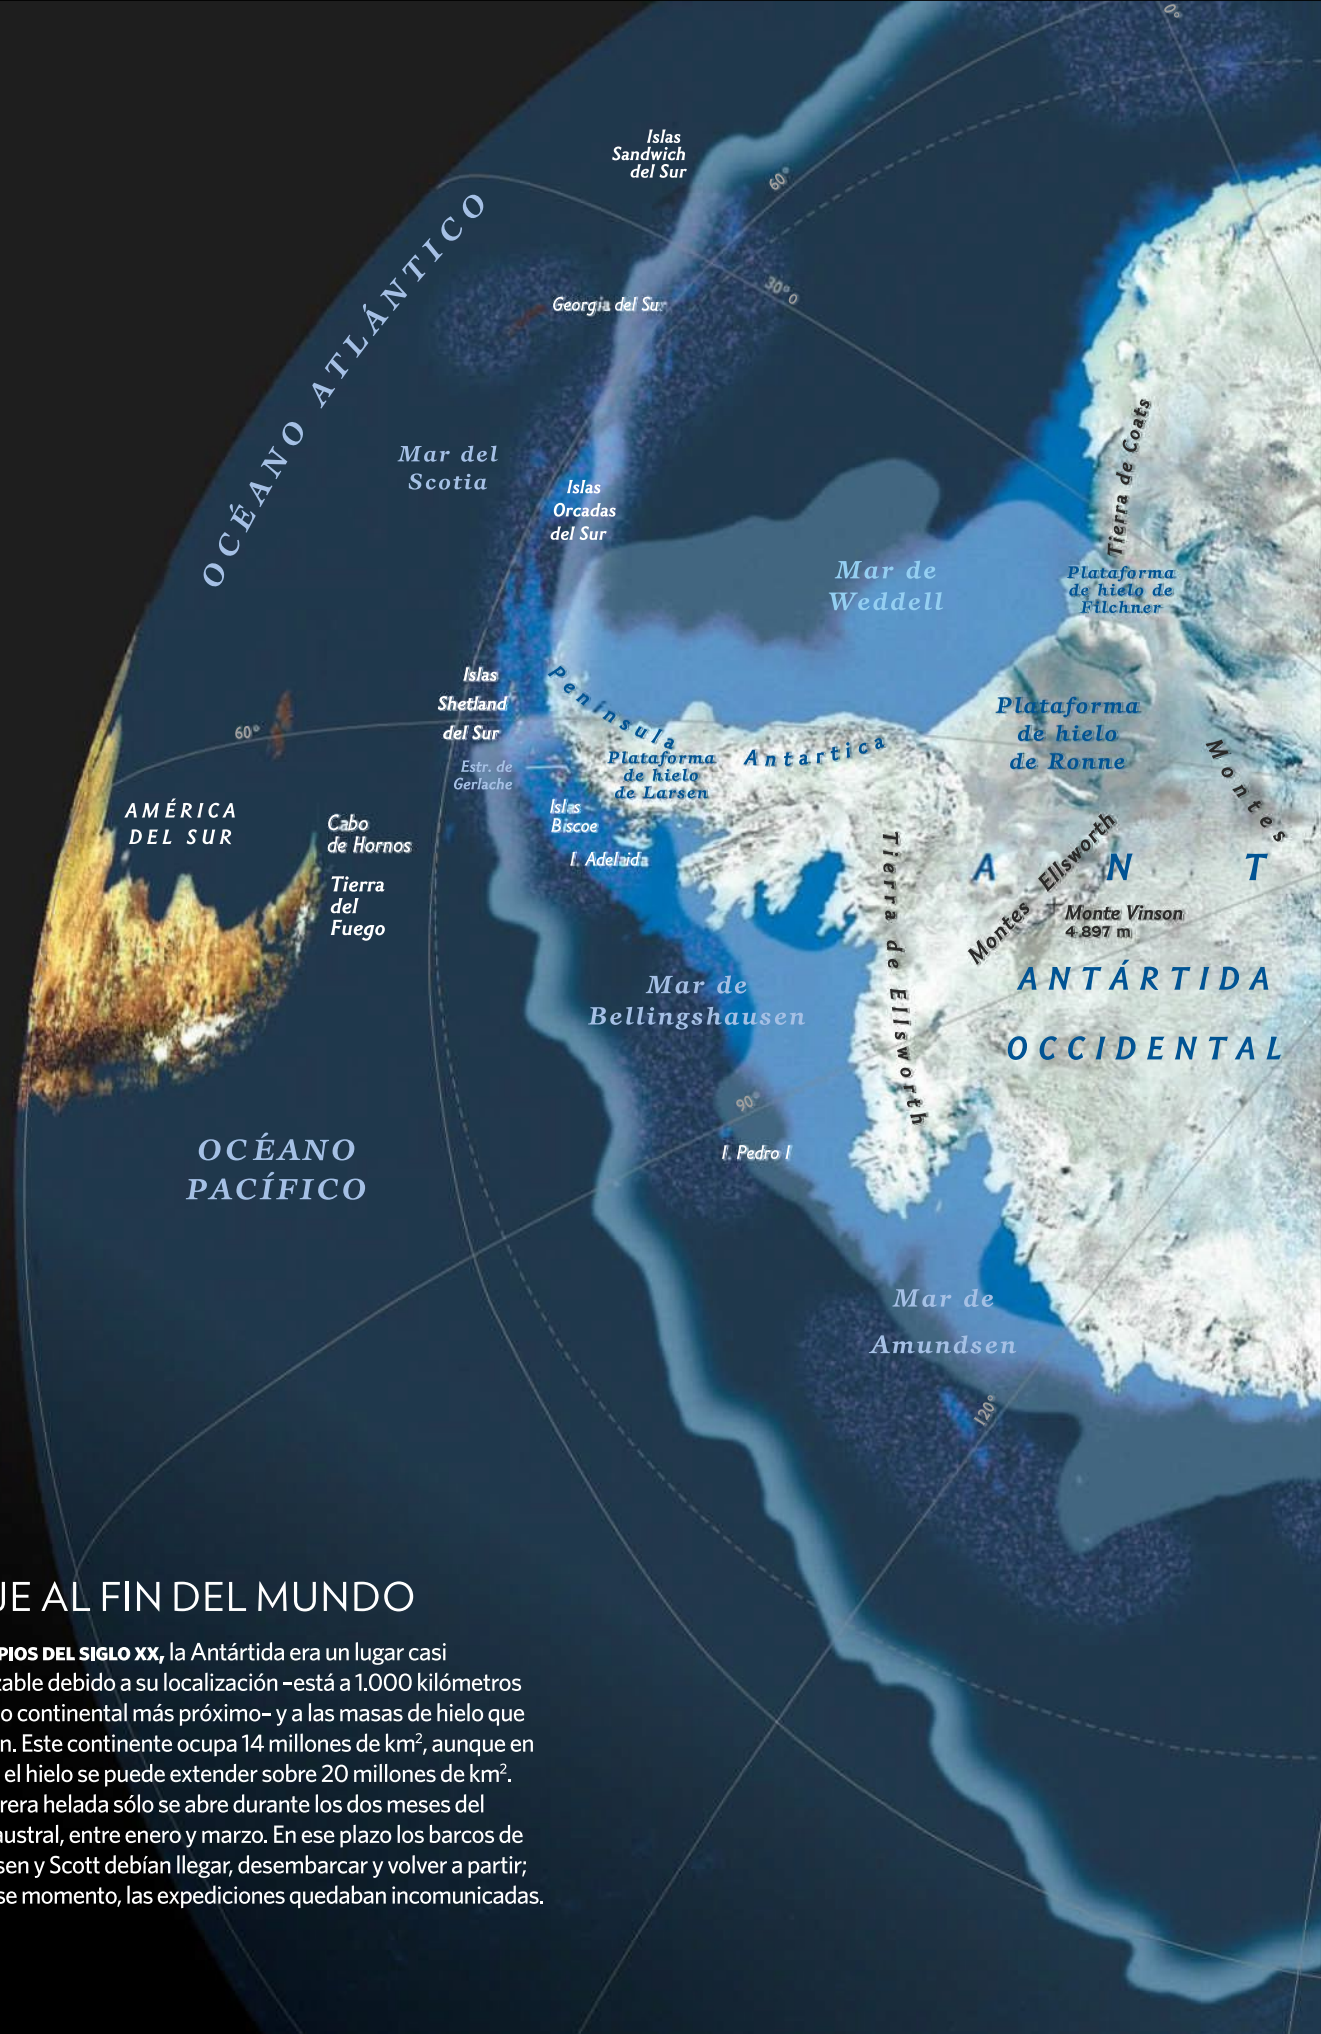 0°
Islas
Sandwich
del Sur
60°
OCÉANO ATLÁNTICO
30° O
Georgia del Sur
Mar del
Scotia
Islas
Orcadas
del Sur
Tierra de Coats
Mar de
Weddell
Plataforma
de hielo de
Filchner
Islas
Shetland
del Sur
60°
Estr. de
Gerlache
Península Antártica
Plataforma
de hielo
de Larsen
Plataforma
de hielo
de Ronne
Montes
AMÉRICA
DEL SUR
Cabo
de Hornos
Tierra
del
Fuego
Islas
Biscoe
I. Adelaida
Tierra de Ellsworth
A N T
Montes Ellsworth
Monte Vinson
4.897 m
ANTÁRTIDA
OCCIDENTAL
Mar de
Bellingshausen
90°
I. Pedro I
OCÉANO
PACÍFICO
Mar de
Amundsen
120°
JE AL FIN DEL MUNDO
PIOS DEL SIGLO XX, la Antártida era un lugar casi
zable debido a su localización –está a 1.000 kilómetros
o continental más próximo– y a las masas de hielo que
n. Este continente ocupa 14 millones de km², aunque en
el hielo se puede extender sobre 20 millones de km².
rera helada sólo se abre durante los dos meses del
austral, entre enero y marzo. En ese plazo los barcos de
sen y Scott debían llegar, desembarcar y volver a partir;
se momento, las expediciones quedaban incomunicadas.